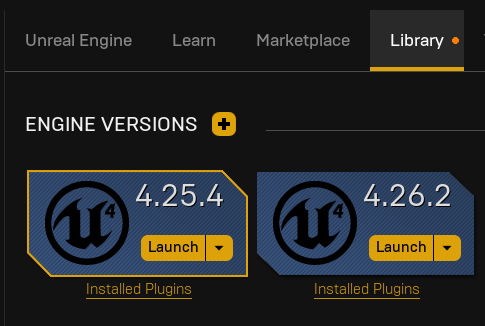 Unreal Engine Learn Marketplace Library
ENGINE VERSIONS
4.25.4 4.26.2
Launch Launch
Installed Plugins Installed Plugins